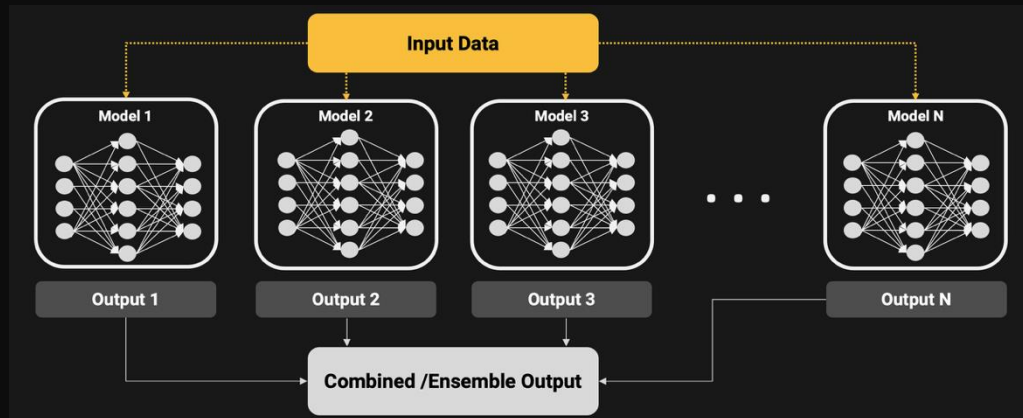 Input Data
Model 1
Model 2
Model 3
Model N
. . .
Output 1
Output 2
Output 3
Output N
Combined /Ensemble Output